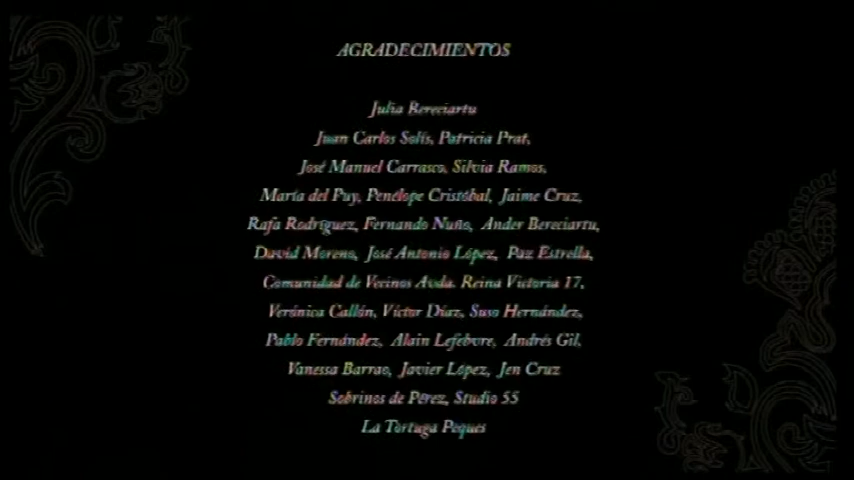 AGRADECIMIENTOS
Julia Bereciartu
Juan Carlos Solís, Patricia Prat,
José Manuel Carrasco, Silvia Ramos,
María del Puy, Penélope Cristóbal, Jaime Cruz,
Rafa Rodríguez, Fernando Nuño, Ander Bereciartu,
David Moreno, José Antonio López, Paz Estrella,
Comunidad de Vecinos Avda. Reina Victoria 17,
Verónica Callón, Víctor Díaz, Suso Hernández,
Pablo Fernández, Alain Lefebvre, Andrés Gil,
Vanessa Barrao, Javier López, Jen Cruz
Sobrinos de Pérez, Studio 55
La Tortuga Peques